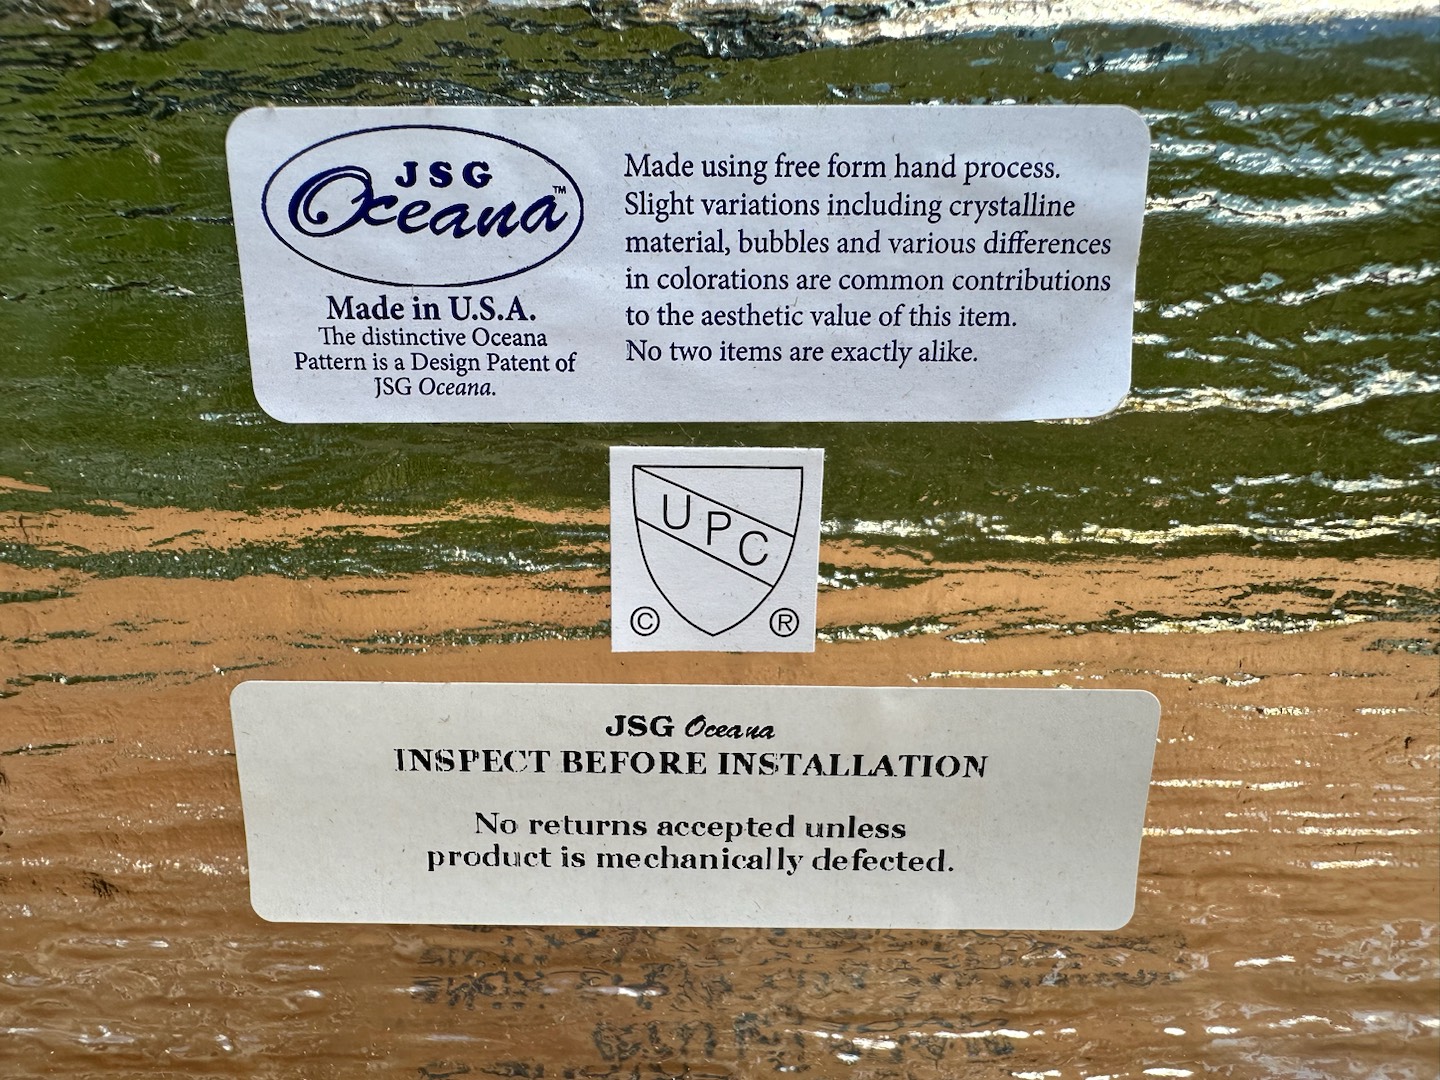 JSG
Oceana™
Made in U.S.A.
The distinctive Oceana
Pattern is a Design Patent of
JSG Oceana.
Made using free form hand process.
Slight variations including crystalline
material, bubbles and various differences
in colorations are common contributions
to the aesthetic value of this item.
No two items are exactly alike.
UPC
© ®
JSG Oceana
INSPECT BEFORE INSTALLATION
No returns accepted unless
product is mechanically defected.